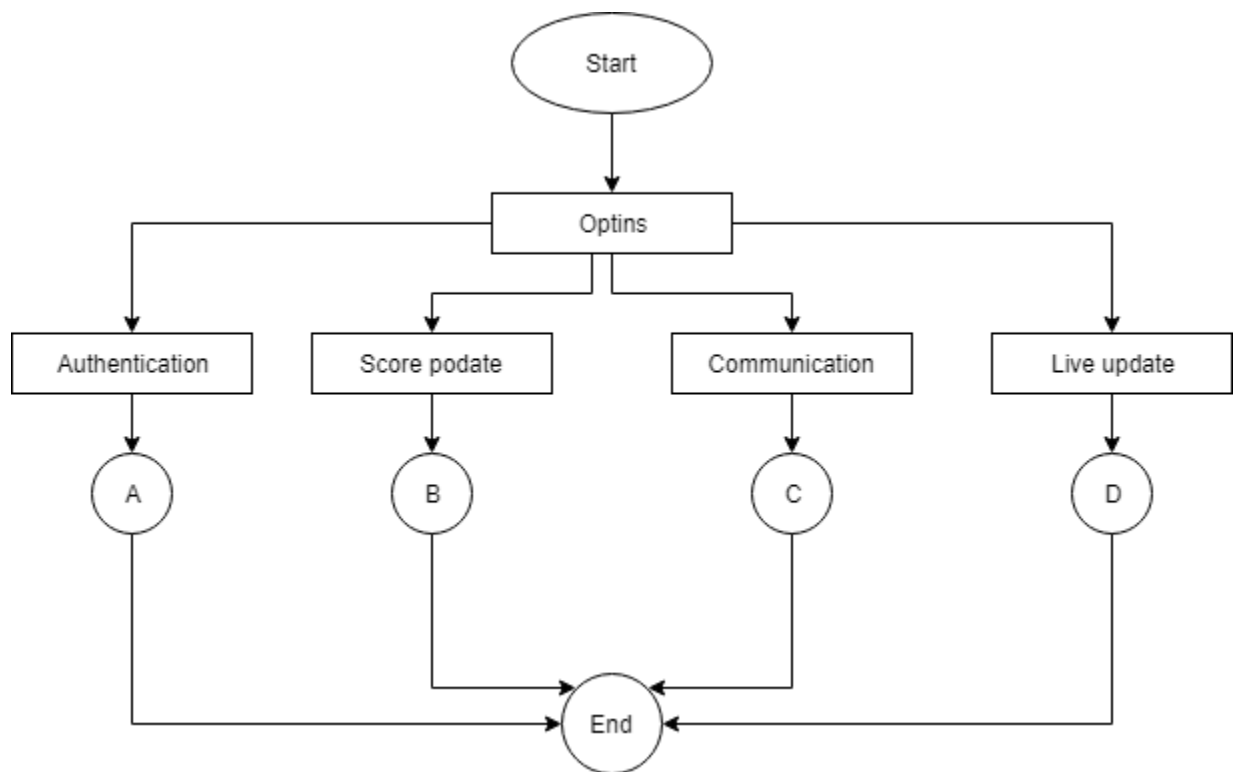 Start
Optins
Authentication
Score podate
Communication
Live update
A
B
C
D
End